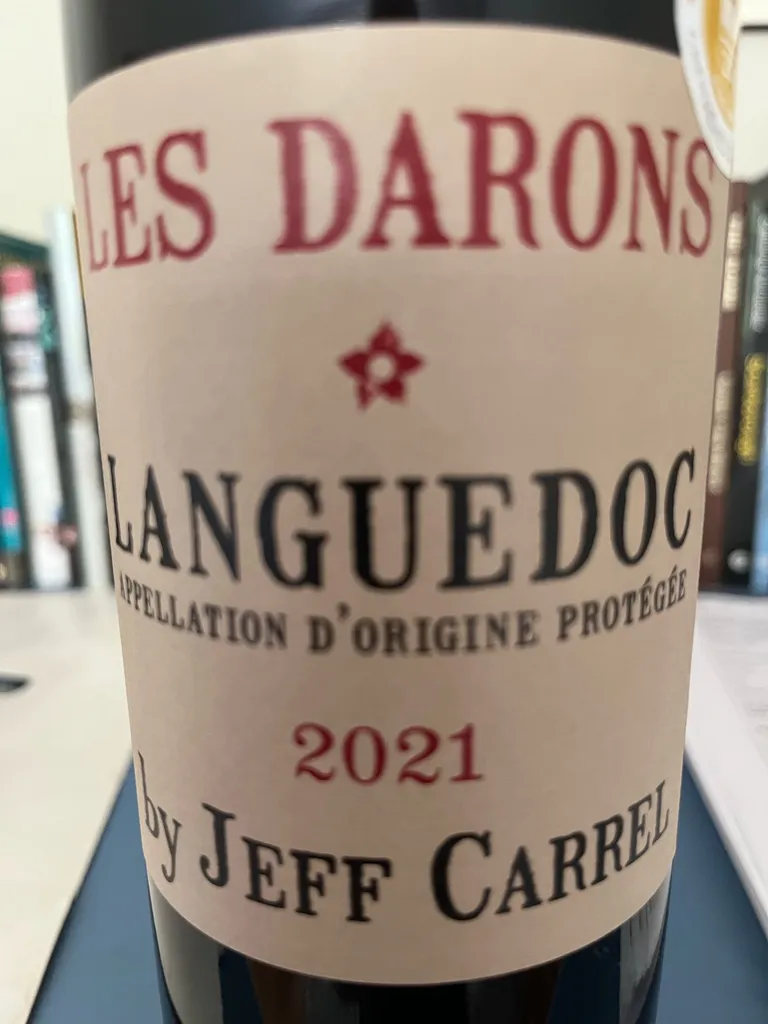 LES DARONS
LANGUEDOC
APPELLATION D'ORIGINE PROTÉGÉE
2021
by JEFF CARREL